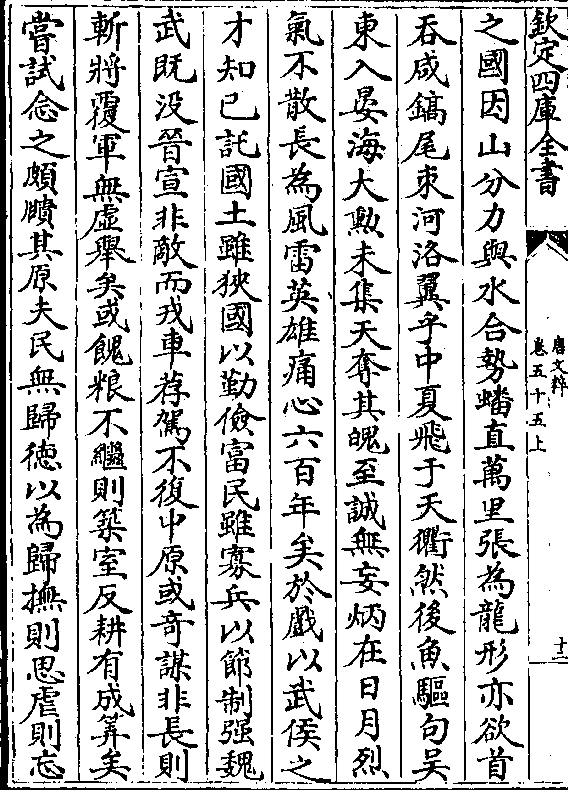 欽定四庫全書
唐文粹
卷五十五上
十二
之國因山分力與水合勢蟠直萬里張為龍形亦欲首
吞咸鎬尾束河洛翼乎中夏飛于天衢然後魚驅句吴
東入晏海大勲未集天奪其魄至誠無妄炳在日月烈
氣不散長為風雷英雄痛心六百年矣於戲以武侯之
才知已託國土雖狹國以勤儉富民雖寡兵以節制强魏
武既没晉宣非敵而戎車荐駕不復中原或竒謀非長則
斬將覆軍無虚舉矣或餽粮不繼則築室反耕有成筭矣
嘗試念之頗賾其原夫民無歸德以為歸撫則思虐則忘